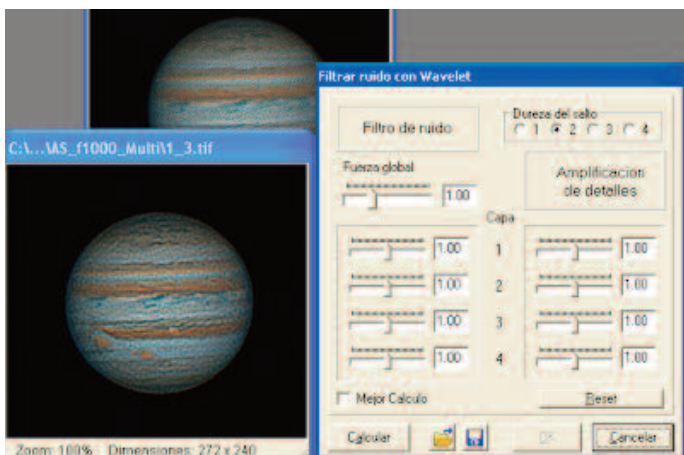 Filtrar ruido con Wavelet
Filtro de ruido
Dureza del salto
1 2 3 4
Fuerza global
1.00
Amplificacion
de detalles
Capa
1.00 1 1.00
1.00 2 1.00
1.00 3 1.00
1.00 4 1.00
Mejor Calculo
Reset
Calcular
OK
Cancelar
C:\...\AS_f1000_Multi\1_3.tif
Zoom: 100% Dimensiones: 272 x 240